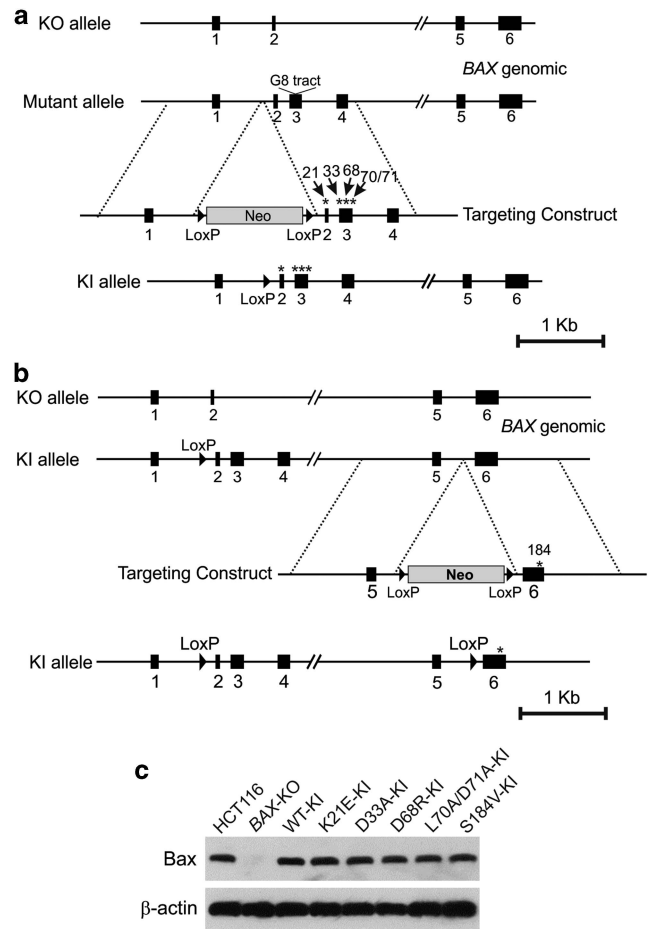 a
KO allele
1 2 5 6
BAX genomic
G8 tract
Mutant allele
1 2 3 4 5 6
21 33 68 70/71
* ***
Neo
Targeting Construct
1 LoxP LoxP 2 3 4
* ***
KI allele
1 LoxP 2 3 4 5 6
1 Kb
b
KO allele
1 2 5 6
BAX genomic
LoxP
KI allele
1 2 3 4 5 6
184
*
Targeting Construct
Neo
5 LoxP LoxP 6
LoxP LoxP *
KI allele
1 2 3 4 5 6
1 Kb
c
HCT116 BAX-KO WT-KI K21E-KI D33A-KI D68R-KI L70A/D71A-KI S184V-KI
Bax
β-actin